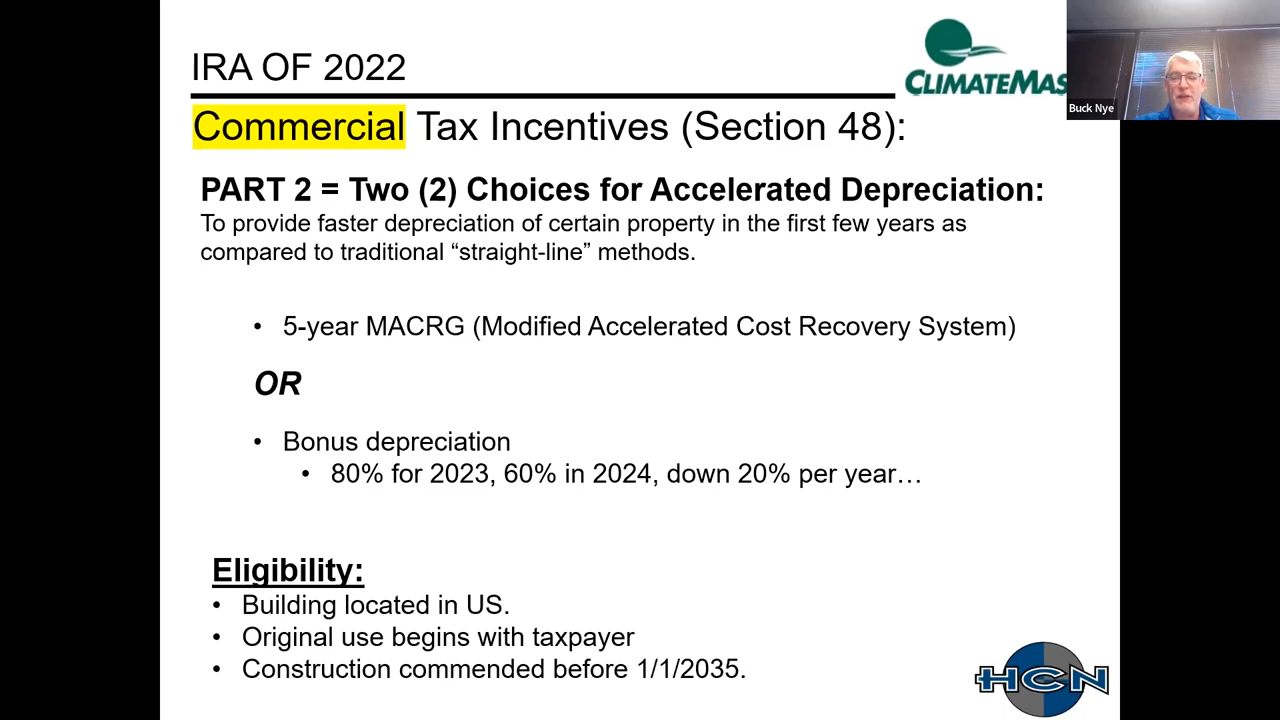 IRA OF 2022
CLIMATEMAS
Buck Nye
Commercial Tax Incentives (Section 48):
PART 2 = Two (2) Choices for Accelerated Depreciation:
To provide faster depreciation of certain property in the first few years as
compared to traditional “straight-line” methods.
• 5-year MACRG (Modified Accelerated Cost Recovery System)
OR
• Bonus depreciation
• 80% for 2023, 60% in 2024, down 20% per year…
Eligibility:
• Building located in US.
• Original use begins with taxpayer
• Construction commended before 1/1/2035.
HCN